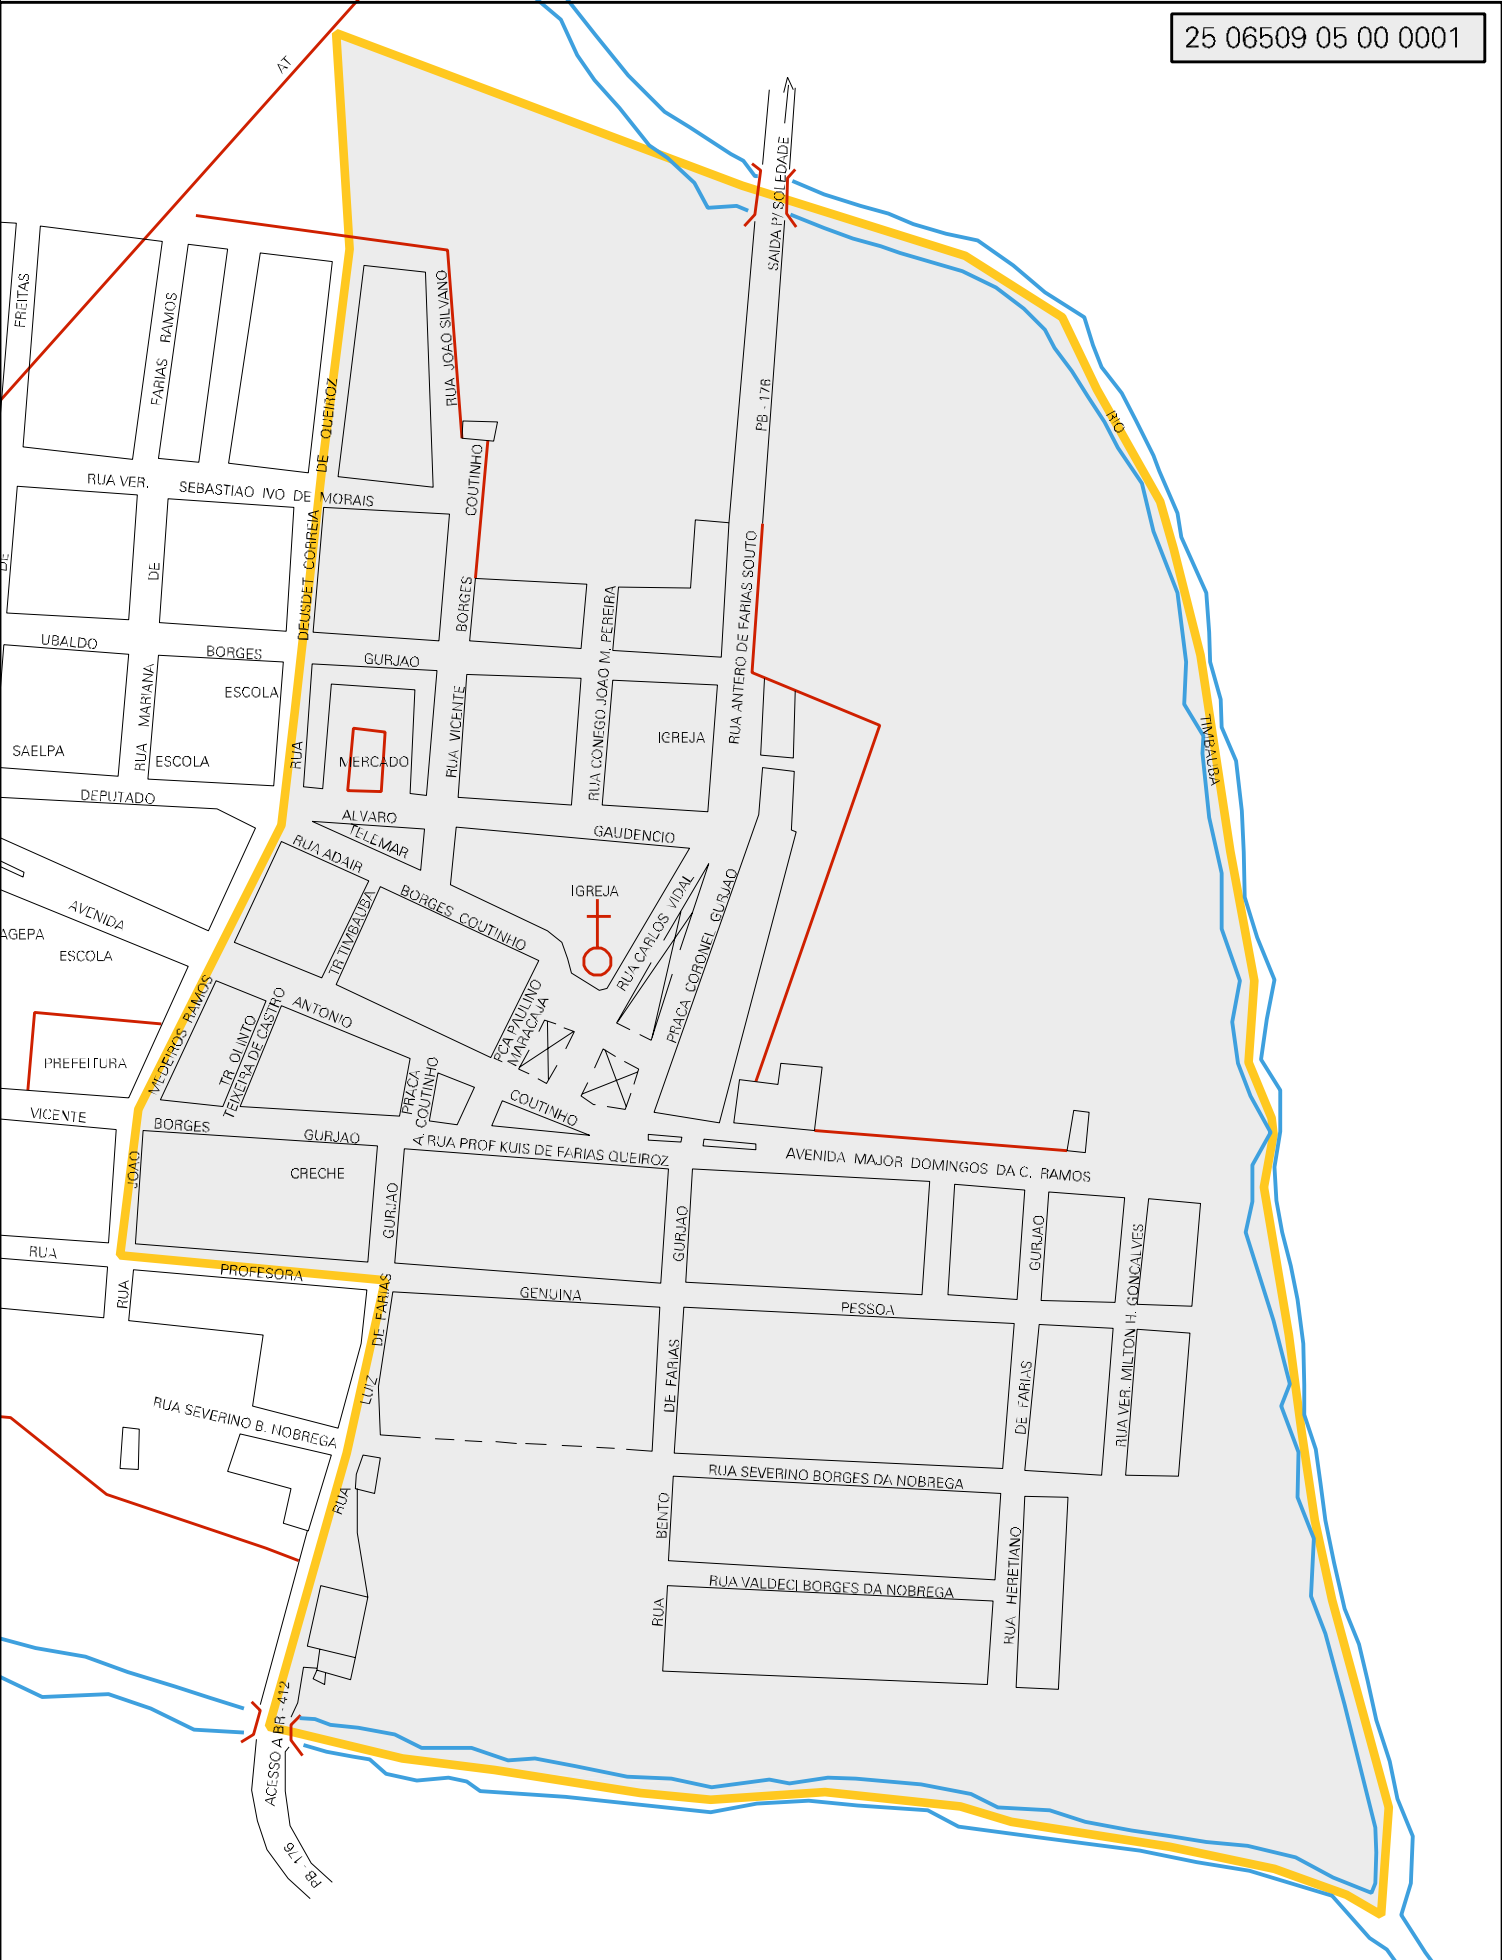 25 06509 05 00 0001
AT
SAIDA P/ SOLEDADE
FREITAS
FARIAS RAMOS
RUA JOAO SILVANO
PB - 176
RIO
DE QUEIROZ
COUTINHO
RUA VER.
SEBASTIAO IVO DE MORAIS
DE
DE
DEUSDET CORREIA
BORGES
RUA CONEGO JOAO M. PEREIRA
RUA ANTERO DE FARIAS SOUTO
UBALDO
BORGES
GURJAO
ESCOLA
RUA MARIANA
RUA VICENTE
IGREJA
TIMBAUBA
SAELPA
ESCOLA
RUA
MERCADO
DEPUTADO
ALVARO
TELEMAR
GAUDENCIO
RUA ADAIR
BORGES COUTINHO
IGREJA
RUA CARLOS VIDAL
PRACA CORONEL GURJAO
AVENIDA
TR TIMBAUBA
AGEPA
ESCOLA
MEDEIROS RAMOS
TR. OLINTO
TEIXEIRA DE CASTRO
ANTONIO
PCA PAULINO
MARACAJA
PREFEITURA
PRACA
A. COUTINHO
COUTINHO
VICENTE
BORGES
GURJAO
RUA PROF KUIS DE FARIAS QUEIROZ
AVENIDA MAJOR DOMINGOS DA C. RAMOS
JOAO
CRECHE
GURJAO
GURJAO
GURJAO
RUA VER. MILTON H. GONCALVES
RUA
RUA
PROFESORA
GENUINA
PESSOA
DE FARIAS
DE FARIAS
DE FARIAS
LUIZ
RUA SEVERINO B. NOBREGA
RUA
RUA SEVERINO BORGES DA NOBREGA
BENTO
RUA HERETIANO
RUA VALDECI BORGES DA NOBREGA
RUA
ACESSO A BR - 412
PB - 176